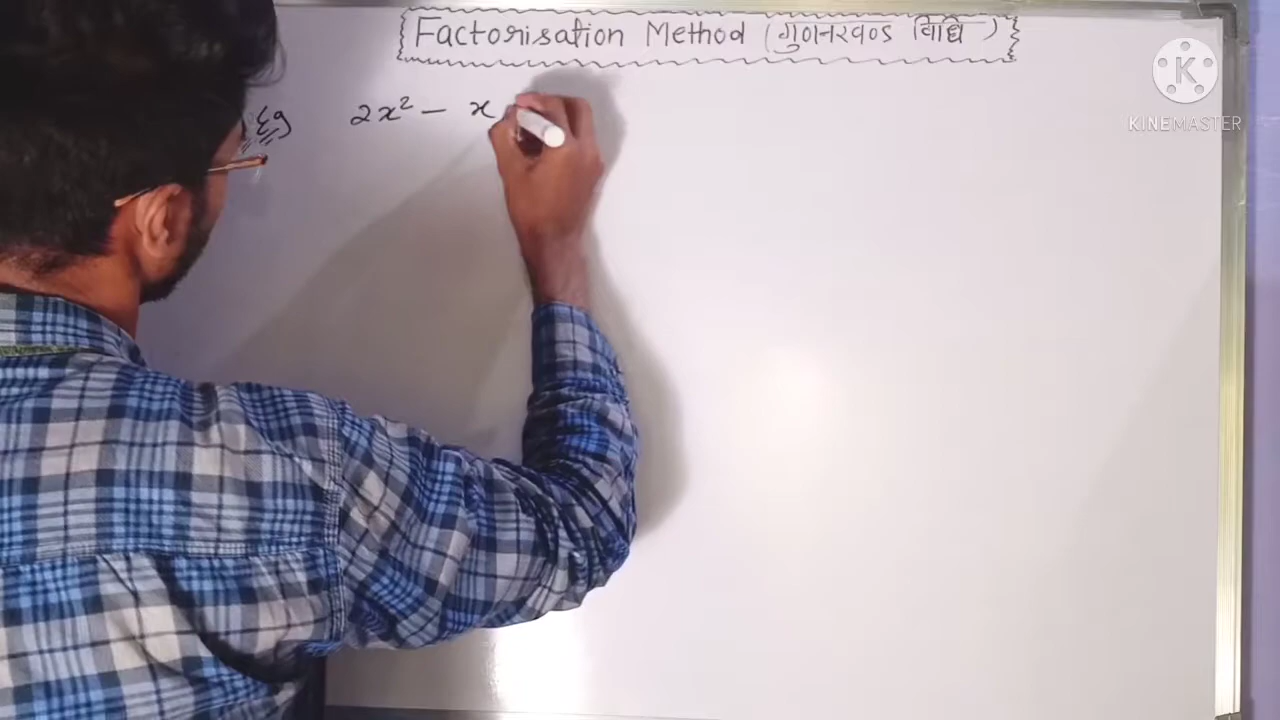 Factorisation Method (गुणनखण्ड विधि)
Eg 2x² - x
K
KINEMASTER